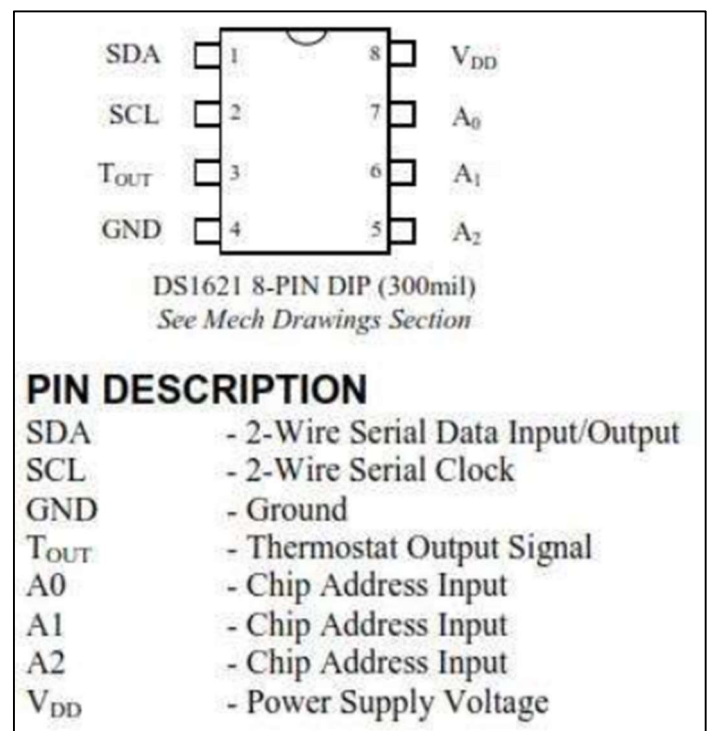 SDA 1 8 VDD
SCL 2 7 A0
TOUT 3 6 A1
GND 4 5 A2
DS1621 8-PIN DIP (300mil)
See Mech Drawings Section
PIN DESCRIPTION
SDA - 2-Wire Serial Data Input/Output
SCL - 2-Wire Serial Clock
GND - Ground
TOUT - Thermostat Output Signal
A0 - Chip Address Input
A1 - Chip Address Input
A2 - Chip Address Input
VDD - Power Supply Voltage